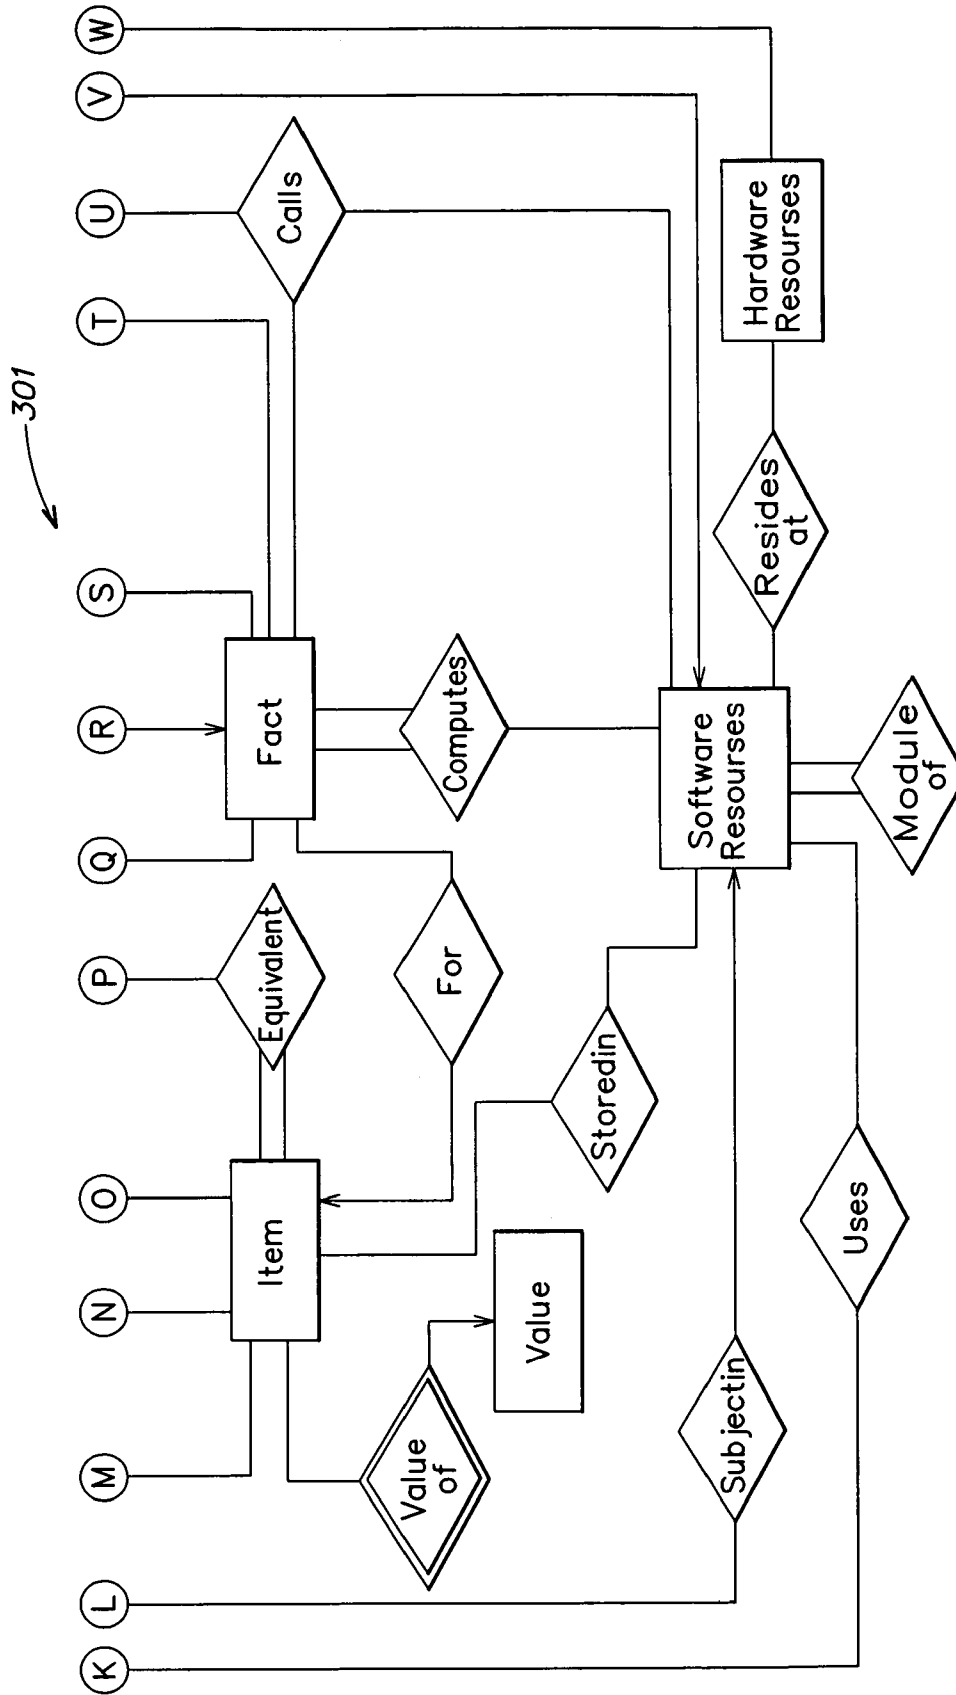 301
K
L
M
N
O
P
Q
R
S
T
U
V
W
Item
Equivalent
Fact
Calls
Value
of
Value
For
Computes
Storedin
Subjectin
Software
Resourses
Resides
at
Hardware
Resourses
Uses
Module
of